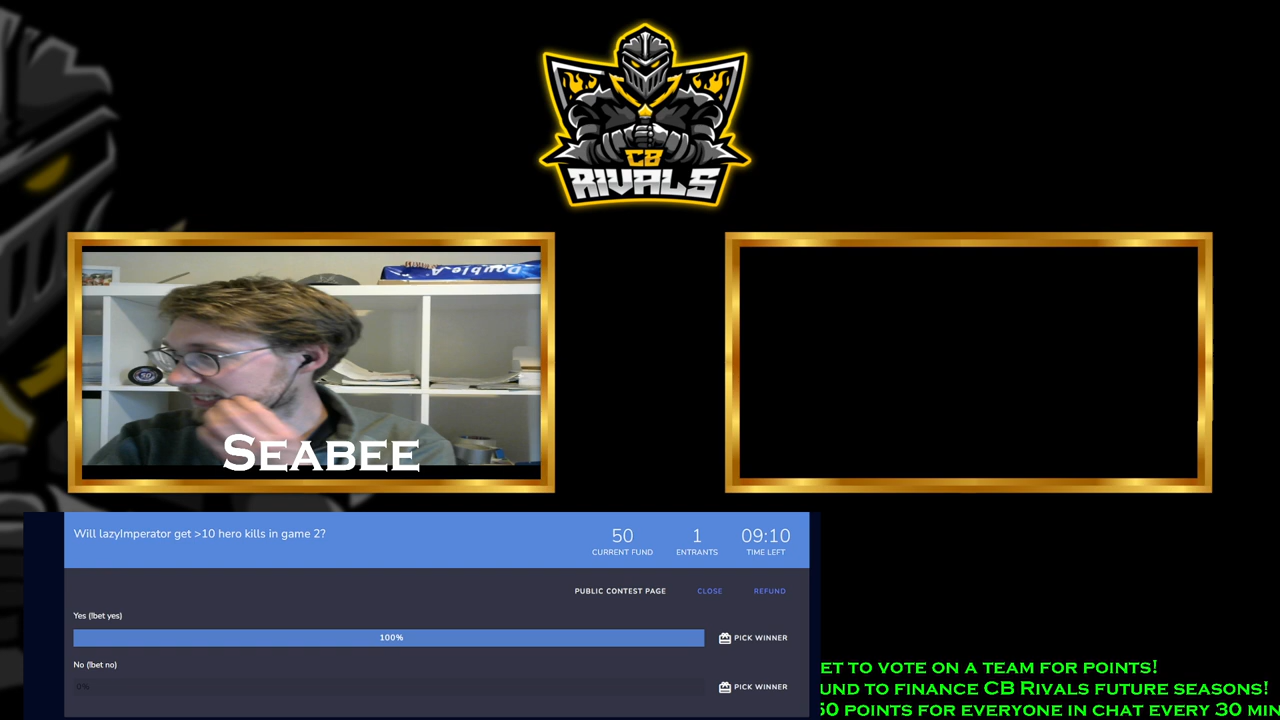 CB
RIVALS
Double A
SEABEE
Will lazyImperator get >10 hero kills in game 2?
50
CURRENT FUND
1
ENTRANTS
09:10
TIME LEFT
PUBLIC CONTEST PAGE
CLOSE
REFUND
Yes (!bet yes)
100%
PICK WINNER
No (!bet no)
0%
PICK WINNER
ET TO VOTE ON A TEAM FOR POINTS!
UND TO FINANCE CB RIVALS FUTURE SEASONS!
50 POINTS FOR EVERYONE IN CHAT EVERY 30 MIN